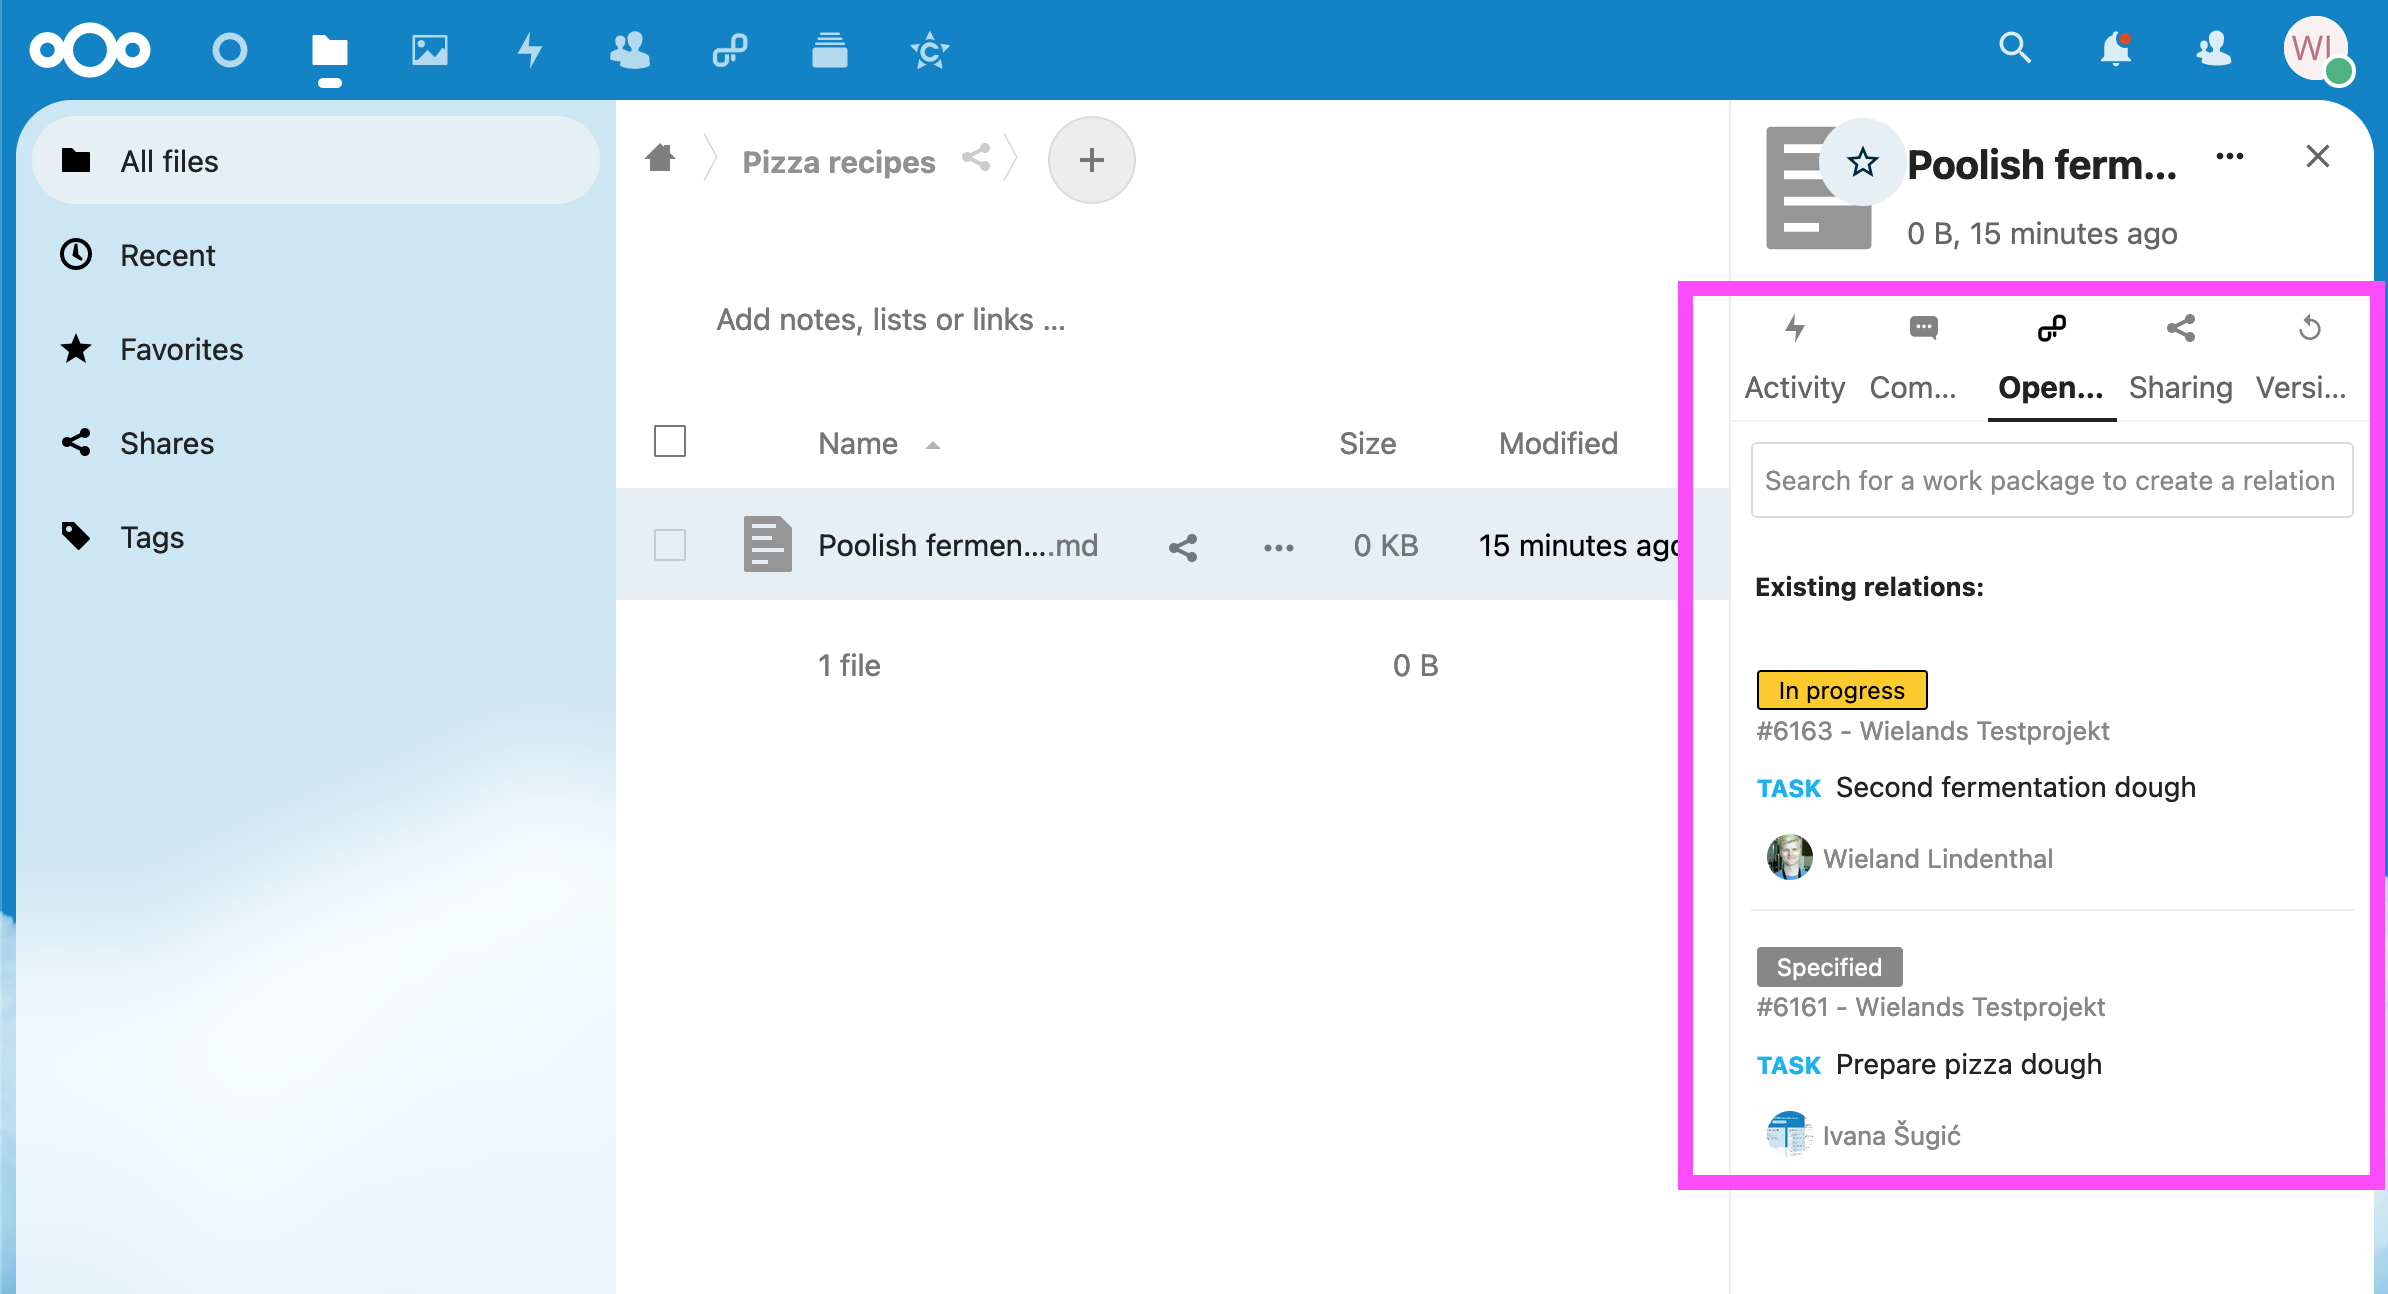 WI
All files
Recent
Favorites
Shares
Tags
Pizza recipes
Add notes, lists or links ...
Name Size Modified
Poolish fermen....md 0 KB 15 minutes ago
1 file 0 B
Poolish ferm...
0 B, 15 minutes ago
Activity Com... Open... Sharing Versi...
Search for a work package to create a relation
Existing relations:
In progress
#6163 - Wielands Testprojekt
TASK Second fermentation dough
Wieland Lindenthal
Specified
#6161 - Wielands Testprojekt
TASK Prepare pizza dough
Ivana Šugić